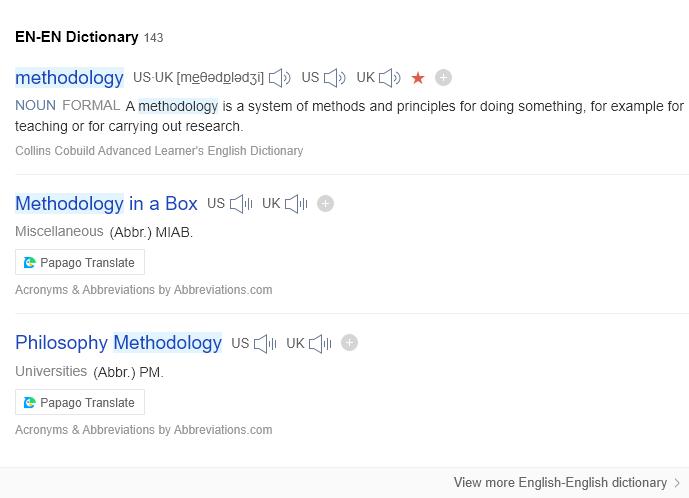 EN-EN Dictionary 143
methodology US·UK [me̲θədɒ̲lədʒi] US UK
NOUN FORMAL A methodology is a system of methods and principles for doing something, for example for
teaching or for carrying out research.
Collins Cobuild Advanced Learner's English Dictionary
Methodology in a Box US UK
Miscellaneous (Abbr.) MIAB.
Papago Translate
Acronyms & Abbreviations by Abbreviations.com
Philosophy Methodology US UK
Universities (Abbr.) PM.
Papago Translate
Acronyms & Abbreviations by Abbreviations.com
View more English-English dictionary